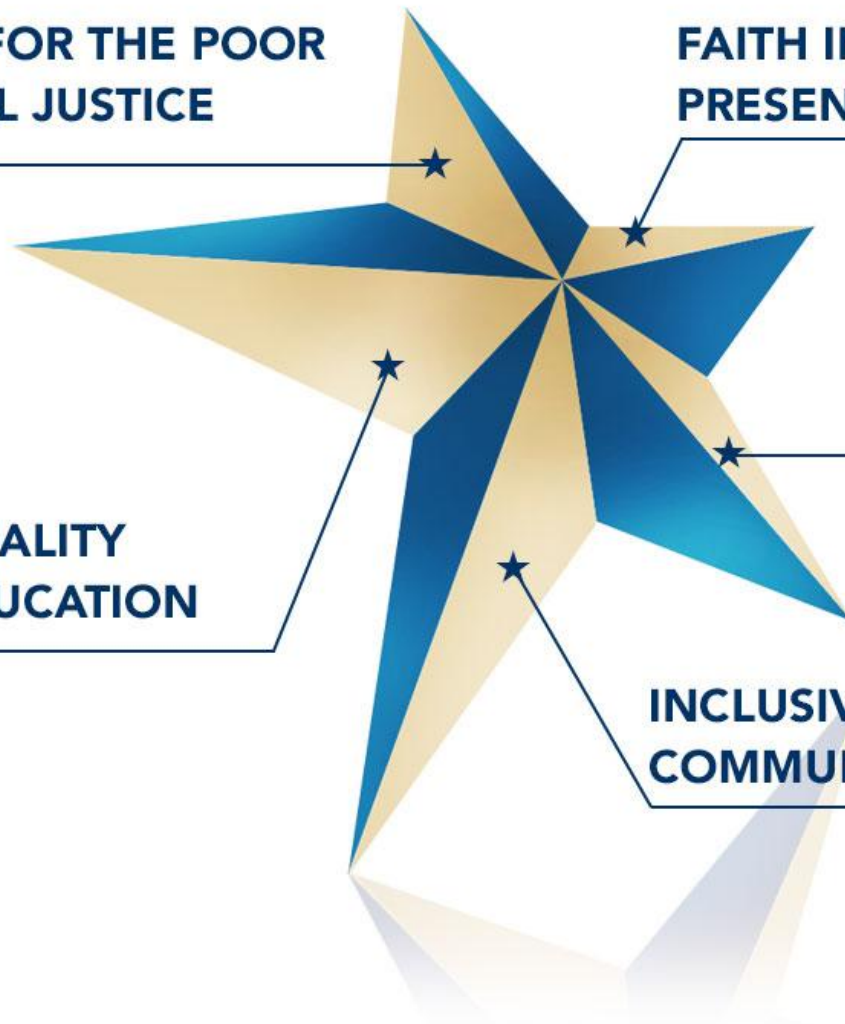 FOR THE POOR
L JUSTICE
FAITH I
PRESEN
ALITY
UCATION
INCLUSIV
COMMU